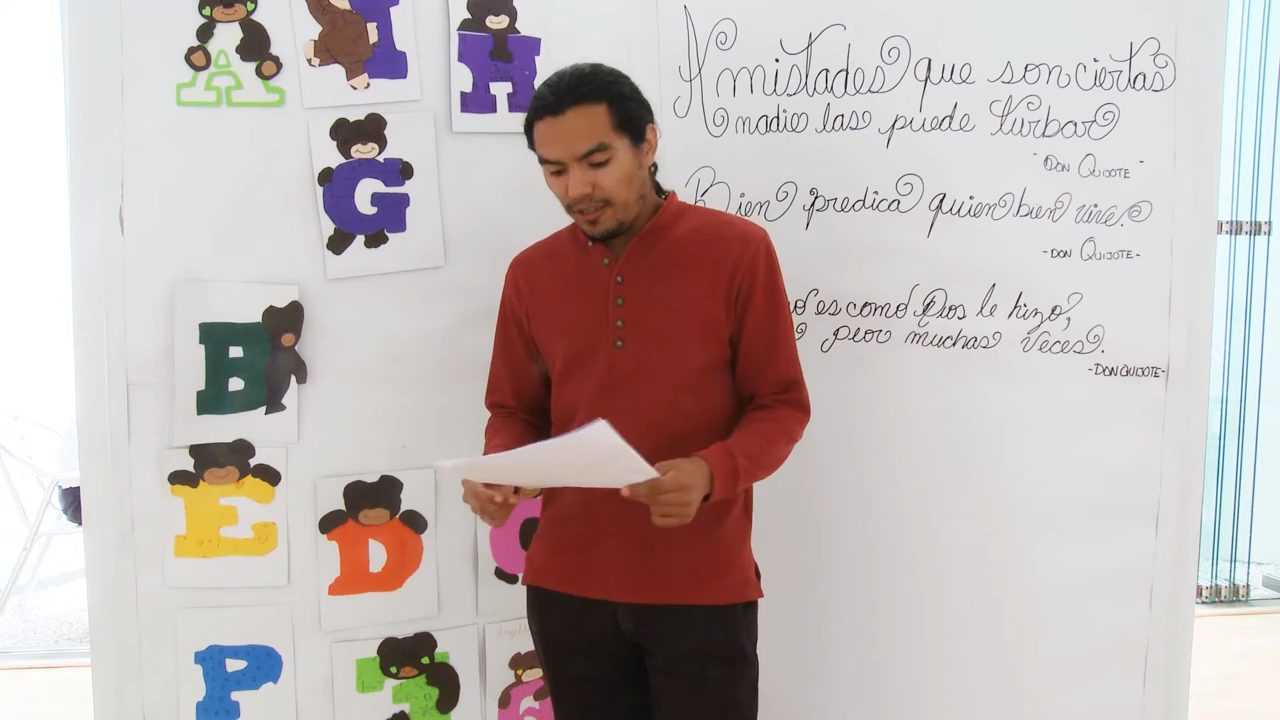 A
I
H
G
B
E
D
P
Amistades que son ciertas
nadie las puede turbar
-Don Quijote-
Bien predica quien bien vive.
-Don Quijote-
es como Dios le hizo,
peor muchas veces.
-Don Quijote-